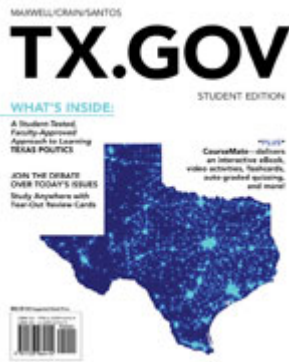 MAXWELL/CRAIN/SANTOS
TX.GOV
STUDENT EDITION
WHAT'S INSIDE:
A Student-Tested,
Faculty-Approved
Approach to Learning
TEXAS POLITICS
JOIN THE DEBATE
OVER TODAY'S ISSUES
Study Anywhere with
Tear-Out Review Cards
"PLUS"
CourseMate—delivers
an interactive eBook,
video activities, flashcards,
auto-graded quizzing,
and more!